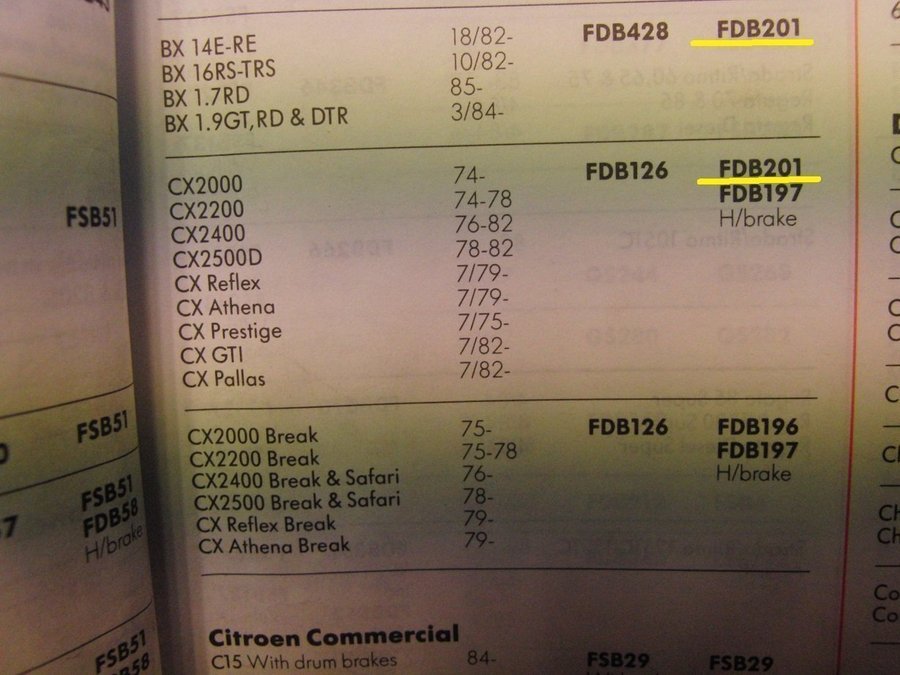 BX 14E-RE 18/82- FDB428 FDB201
BX 16RS-TRS 10/82-
BX 1.7RD 85-
BX 1.9GT,RD & DTR 3/84-
CX2000 74- FDB126 FDB201
CX2200 74-78 FDB197
CX2400 76-82 H/brake
CX2500D 78-82
CX Reflex 7/79-
CX Athena 7/79-
CX Prestige 7/75-
CX GTI 7/82-
CX Pallas 7/82-
CX2000 Break 75- FDB126 FDB196
CX2200 Break 75-78 FDB197
CX2400 Break & Safari 76- H/brake
CX2500 Break & Safari 78-
CX Reflex Break 79-
CX Athena Break 79-
Citroen Commercial
C15 With drum brakes 84- FSB29 FSB29
FSB51
FSB51
FSB51
FDB58
H/brake
FSB51